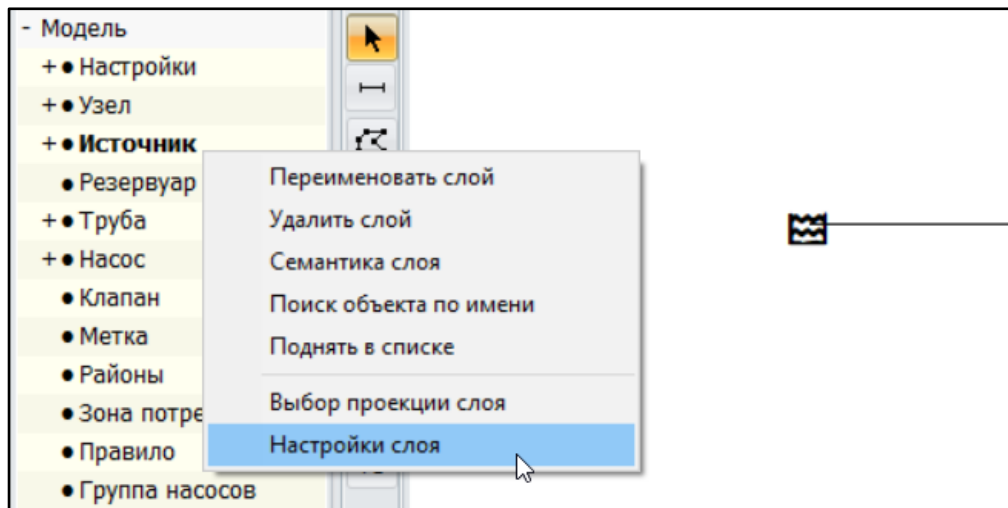 - Модель
+ ● Настройки
+ ● Узел
+ ● Источник
● Резервуар
+ ● Труба
+ ● Насос
● Клапан
● Метка
● Районы
● Зона потре
● Правило
● Группа насосов
Переименовать слой
Удалить слой
Семантика слоя
Поиск объекта по имени
Поднять в списке
Выбор проекции слоя
Настройки слоя